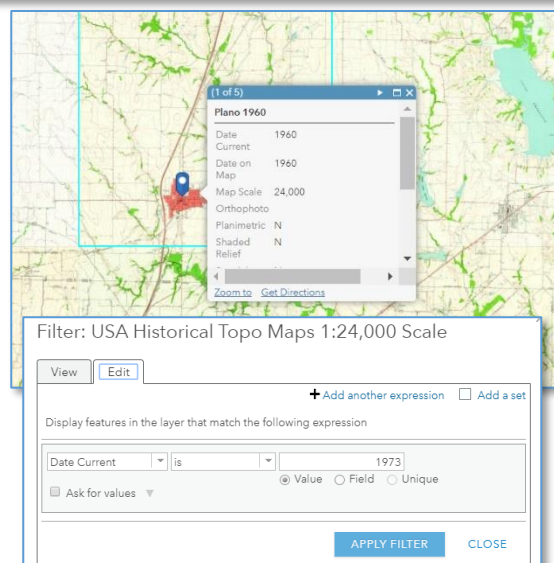 (1 of 5)
Plano 1960
Date Current 1960
Date on Map 1960
Map Scale 24,000
Orthophoto
Planimetric N
Shaded Relief N
Zoom to Get Directions
Filter: USA Historical Topo Maps 1:24,000 Scale
View Edit
+ Add another expression Add a set
Display features in the layer that match the following expression
Date Current is 1973
Value Field Unique
Ask for values
APPLY FILTER CLOSE